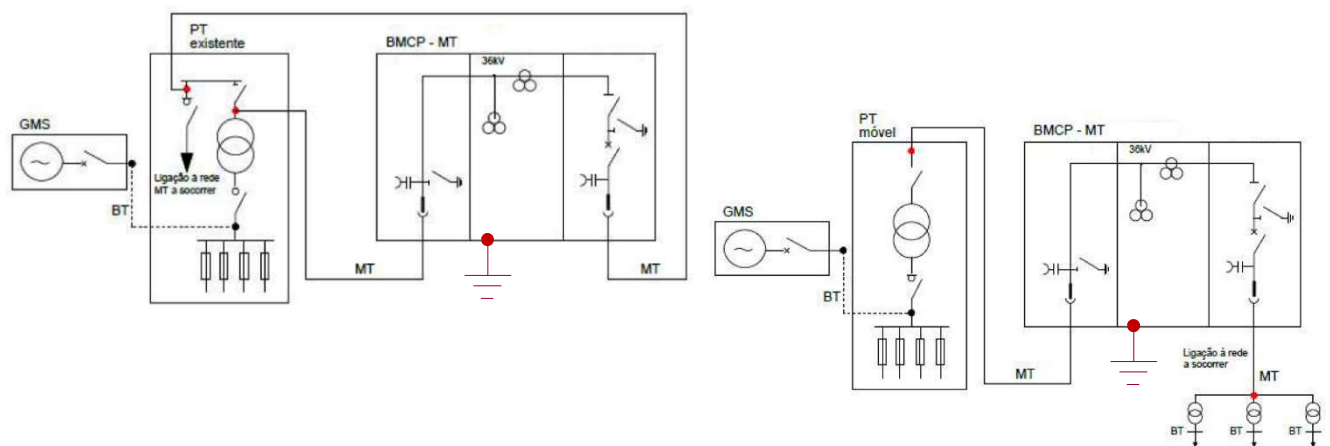 PT
existente
BMCP - MT
36kV
GMS
Ligação à rede
MT a socorrer
BT
MT
MT
PT
móvel
BMCP - MT
36kV
GMS
BT
MT
Ligação à rede
a socorrer
MT
BT
BT
BT